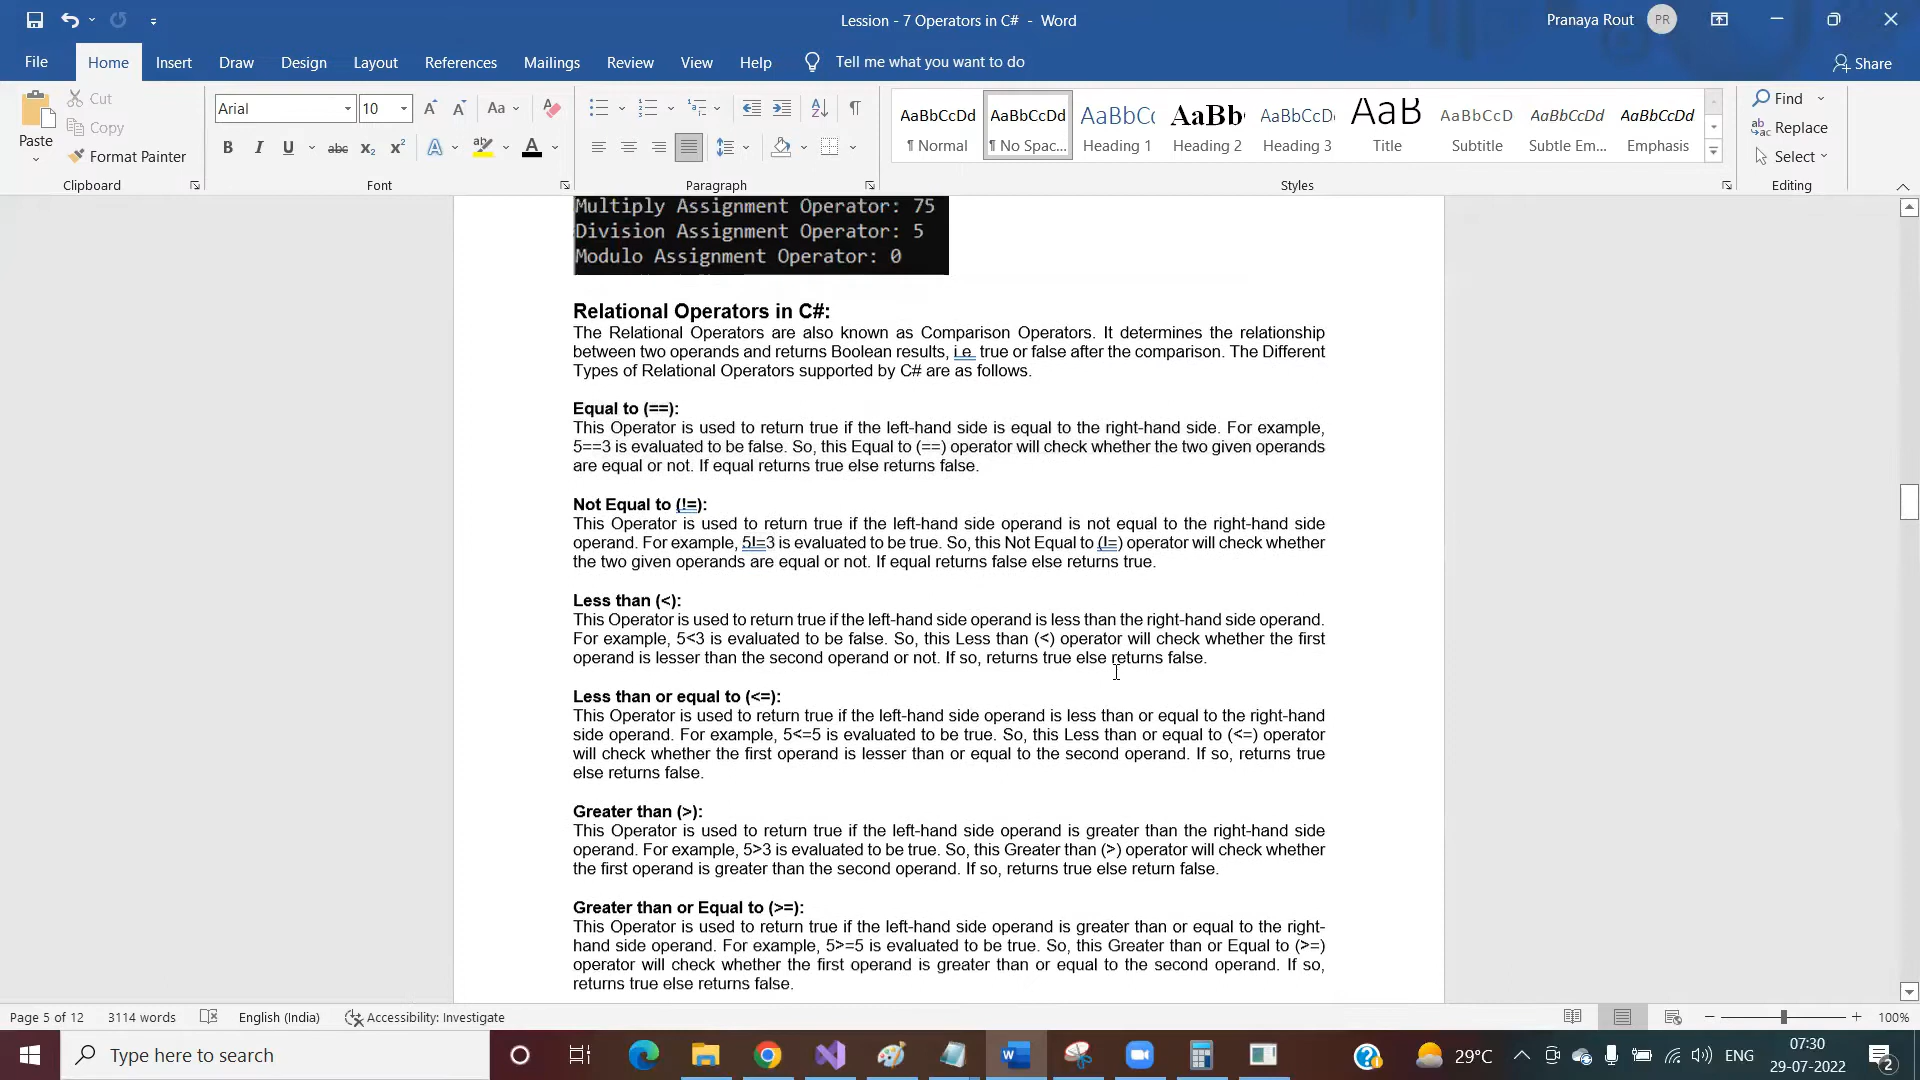 Lession - 7 Operators in C# - Word
Pranaya Rout PR
File Home Insert Draw Design Layout References Mailings Review View Help Tell me what you want to do Share
Paste
Cut
Copy
Format Painter
Clipboard
Arial 10
Font
Paragraph
AaBbCcDd AaBbCcDd AaBbCc AaBb AaBbCcD AaB AaBbCcD AaBbCcDd AaBbCcDd
¶ Normal ¶ No Spac... Heading 1 Heading 2 Heading 3 Title Subtitle Subtle Em... Emphasis
Styles
Find
Replace
Select
Editing
Multiply Assignment Operator: 75
Division Assignment Operator: 5
Modulo Assignment Operator: 0
Relational Operators in C#:
The Relational Operators are also known as Comparison Operators. It determines the relationship
between two operands and returns Boolean results, i.e. true or false after the comparison. The Different
Types of Relational Operators supported by C# are as follows.
Equal to (==):
This Operator is used to return true if the left-hand side is equal to the right-hand side. For example,
5==3 is evaluated to be false. So, this Equal to (==) operator will check whether the two given operands
are equal or not. If equal returns true else returns false.
Not Equal to (!=):
This Operator is used to return true if the left-hand side operand is not equal to the right-hand side
operand. For example, 5!=3 is evaluated to be true. So, this Not Equal to (!=) operator will check whether
the two given operands are equal or not. If equal returns false else returns true.
Less than (<):
This Operator is used to return true if the left-hand side operand is less than the right-hand side operand.
For example, 5<3 is evaluated to be false. So, this Less than (<) operator will check whether the first
operand is lesser than the second operand or not. If so, returns true else returns false.
Less than or equal to (<=):
This Operator is used to return true if the left-hand side operand is less than or equal to the right-hand
side operand. For example, 5<=5 is evaluated to be true. So, this Less than or equal to (<=) operator
will check whether the first operand is lesser than or equal to the second operand. If so, returns true
else returns false.
Greater than (>):
This Operator is used to return true if the left-hand side operand is greater than the right-hand side
operand. For example, 5>3 is evaluated to be true. So, this Greater than (>) operator will check whether
the first operand is greater than the second operand. If so, returns true else return false.
Greater than or Equal to (>=):
This Operator is used to return true if the left-hand side operand is greater than or equal to the right-
hand side operand. For example, 5>=5 is evaluated to be true. So, this Greater than or Equal to (>=)
operator will check whether the first operand is greater than or equal to the second operand. If so,
returns true else returns false.
Page 5 of 12 3114 words English (India) Accessibility: Investigate 100%
Type here to search
29°C ENG
07:30
29-07-2022
2